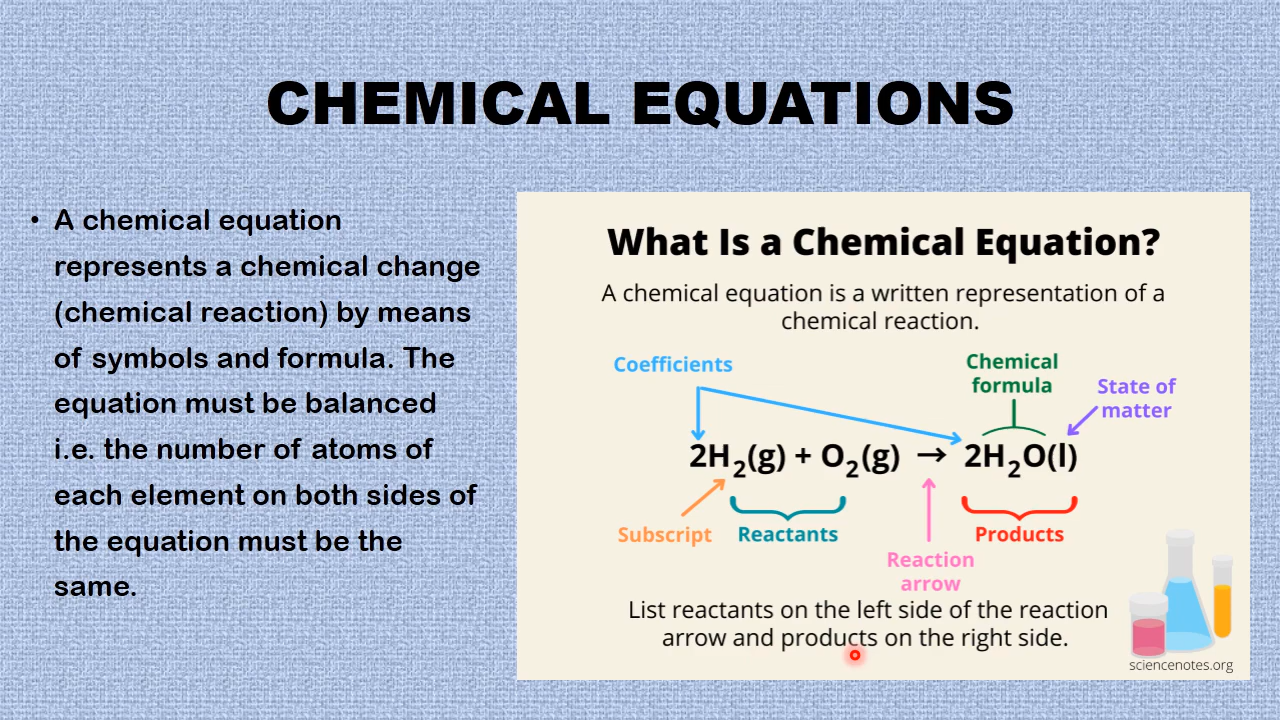 CHEMICAL EQUATIONS
• A chemical equation
represents a chemical change
(chemical reaction) by means
of symbols and formula. The
equation must be balanced
i.e. the number of atoms of
each element on both sides of
the equation must be the
same.
What Is a Chemical Equation?
A chemical equation is a written representation of a
chemical reaction.
Coefficients
Chemical
formula
State of
matter
2H₂(g) + O₂(g) → 2H₂O(l)
Subscript
Reactants
Reaction
arrow
Products
List reactants on the left side of the reaction
arrow and products on the right side.
sciencenotes.org